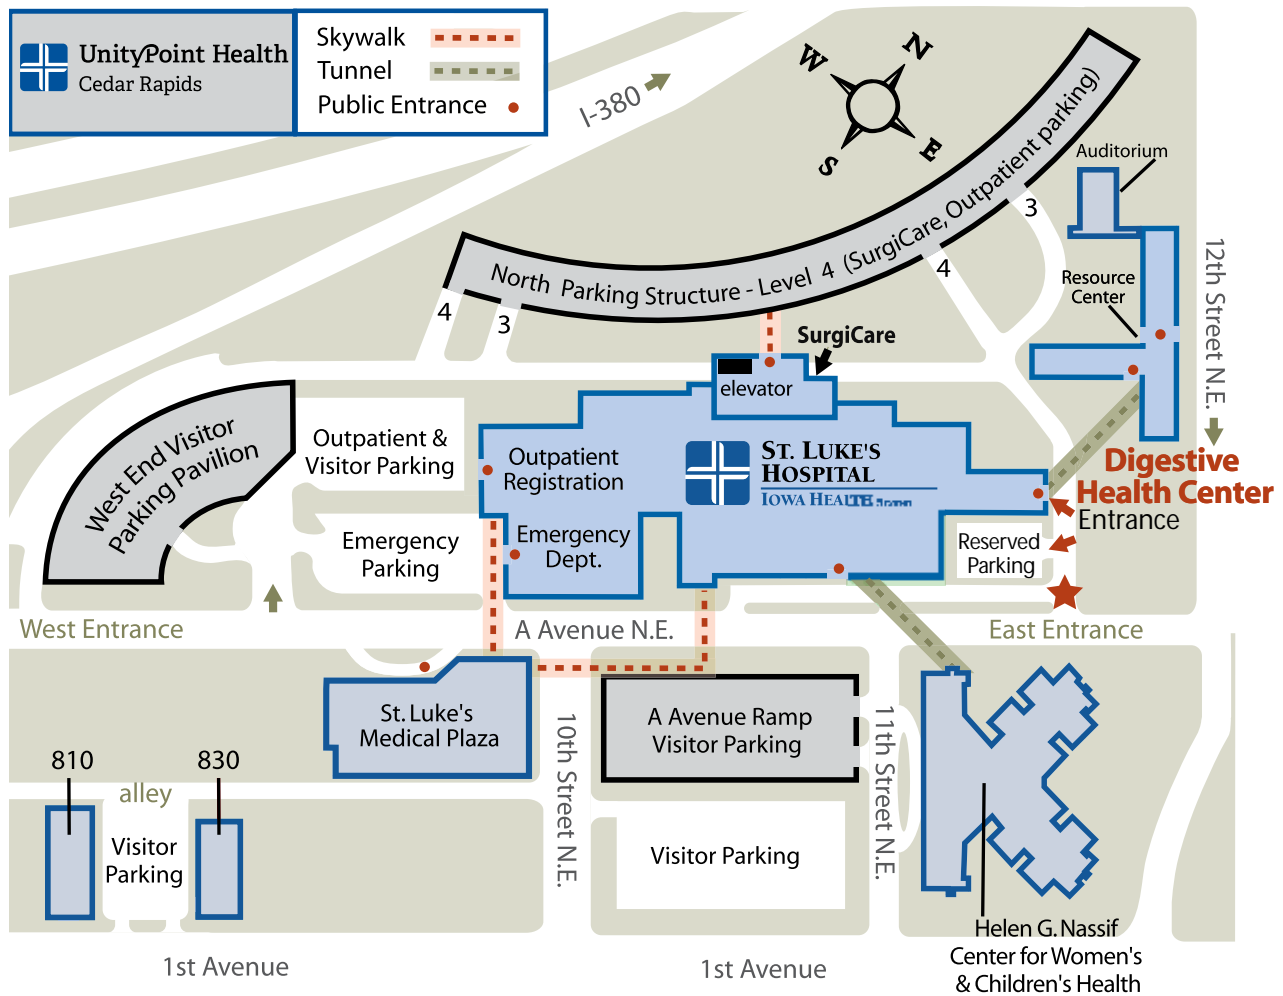 UnityPoint Health
Cedar Rapids
Skywalk
Tunnel
Public Entrance
I-380
W
N
S
E
North Parking Structure - Level 4 (SurgiCare, Outpatient parking)
Auditorium
3
4
4
3
Resource
Center
12th Street N.E.
SurgiCare
elevator
West End Visitor
Parking Pavilion
Outpatient &
Visitor Parking
Outpatient
Registration
ST. LUKE'S
HOSPITAL
IOWA HEALTH
Digestive
Health Center
Entrance
Emergency
Parking
Emergency
Dept.
Reserved
Parking
West Entrance
A Avenue N.E.
East Entrance
St. Luke's
Medical Plaza
10th Street N.E.
A Avenue Ramp
Visitor Parking
11th Street N.E.
810
830
alley
Visitor
Parking
Visitor Parking
Helen G. Nassif
Center for Women's
& Children's Health
1st Avenue
1st Avenue